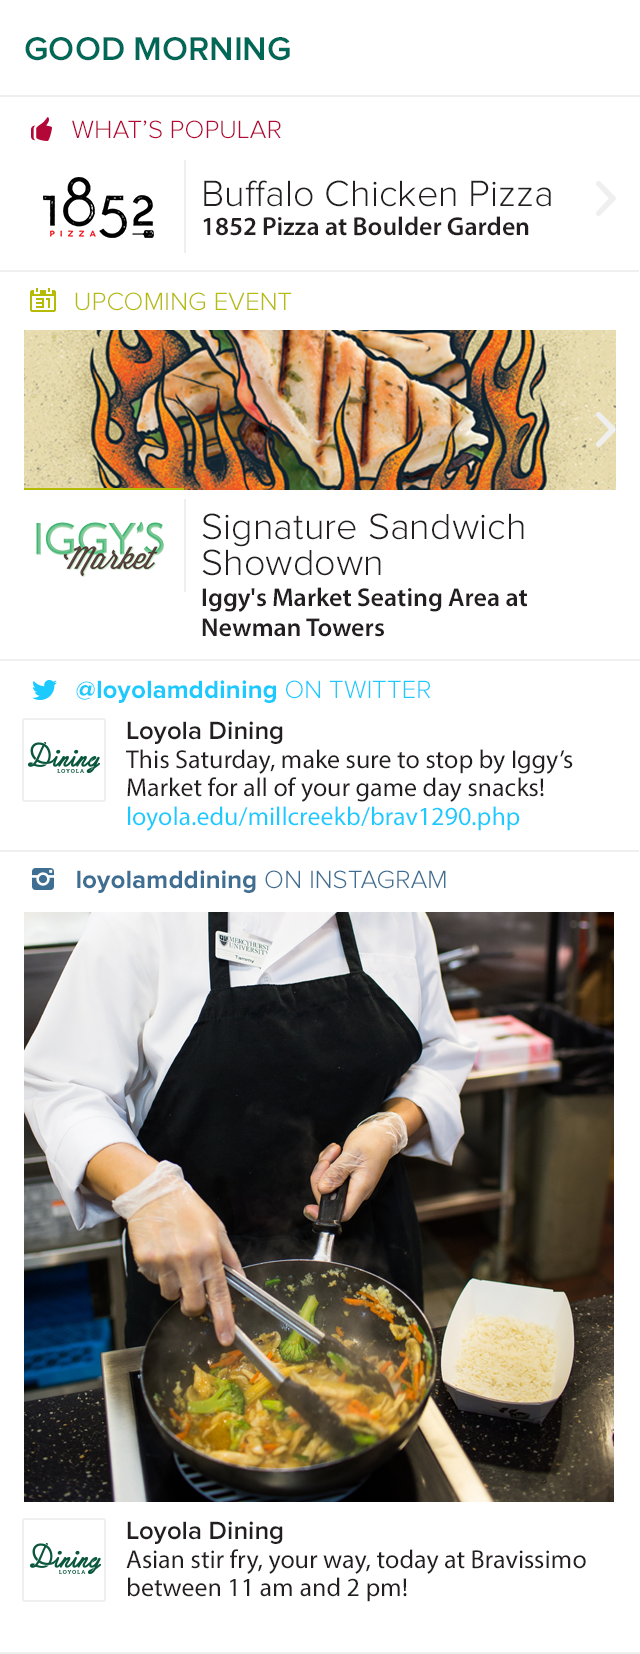 GOOD MORNING
WHAT’S POPULAR
1852
PIZZA
Buffalo Chicken Pizza
1852 Pizza at Boulder Garden
31
UPCOMING EVENT
IGGY'S
Market
Signature Sandwich
Showdown
Iggy's Market Seating Area at
Newman Towers
@loyolamddining ON TWITTER
Dining
LOYOLA
Loyola Dining
This Saturday, make sure to stop by Iggy’s
Market for all of your game day snacks!
loyola.edu/millcreekb/brav1290.php
loyolamddining ON INSTAGRAM
MERCYHURST
UNIVERSITY
Tammy
Dining
LOYOLA
Loyola Dining
Asian stir fry, your way, today at Bravissimo
between 11 am and 2 pm!